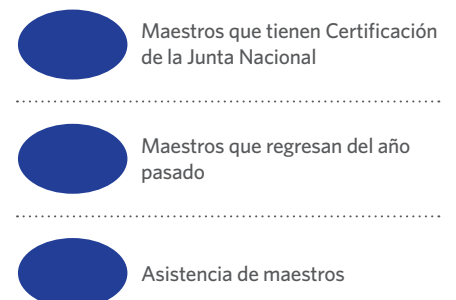 Maestros que tienen Certificación
de la Junta Nacional
Maestros que regresan del año
pasado
Asistencia de maestros